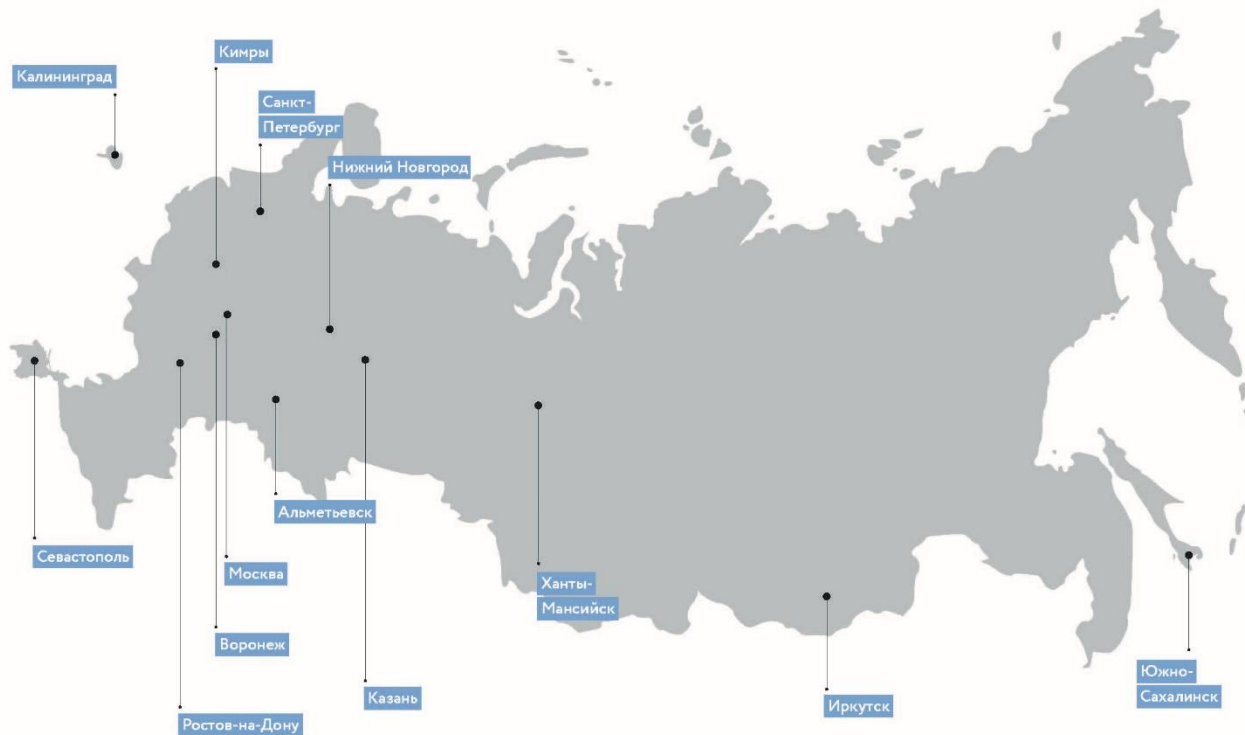 Кимры
Калининград
Санкт-
Петербург
Нижний Новгород
Альметьевск
Севастополь
Москва
Ханты-
Мансийск
Воронеж
Казань
Иркутск
Южно-
Сахалинск
Ростов-на-Дону